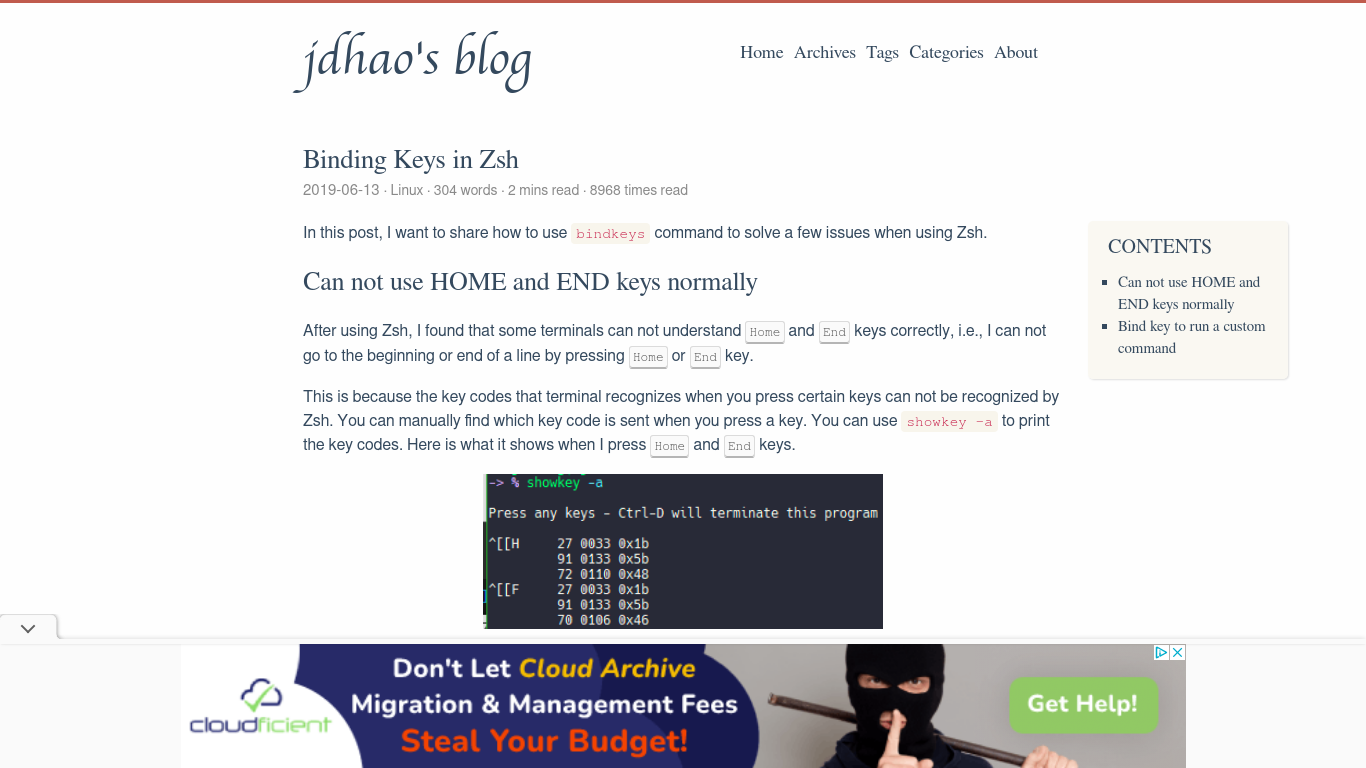 jdhao's blog
Home Archives Tags Categories About
Binding Keys in Zsh
2019-06-13 · Linux · 304 words · 2 mins read · 8968 times read
In this post, I want to share how to use bindkeys command to solve a few issues when using Zsh.
CONTENTS
Can not use HOME and
END keys normally
Bind key to run a custom
command
Can not use HOME and END keys normally
After using Zsh, I found that some terminals can not understand Home and End keys correctly, i.e., I can not
go to the beginning or end of a line by pressing Home or End key.
This is because the key codes that terminal recognizes when you press certain keys can not be recognized by
Zsh. You can manually find which key code is sent when you press a key. You can use showkey -a to print
the key codes. Here is what it shows when I press Home and End keys.
-> % showkey -a
Press any keys - Ctrl-D will terminate this program
^[[H 27 0033 0x1b
91 0133 0x5b
72 0110 0x48
^[[F 27 0033 0x1b
91 0133 0x5b
70 0106 0x46
cloudficient
Don't Let Cloud Archive
Migration & Management Fees
Steal Your Budget!
Get Help!